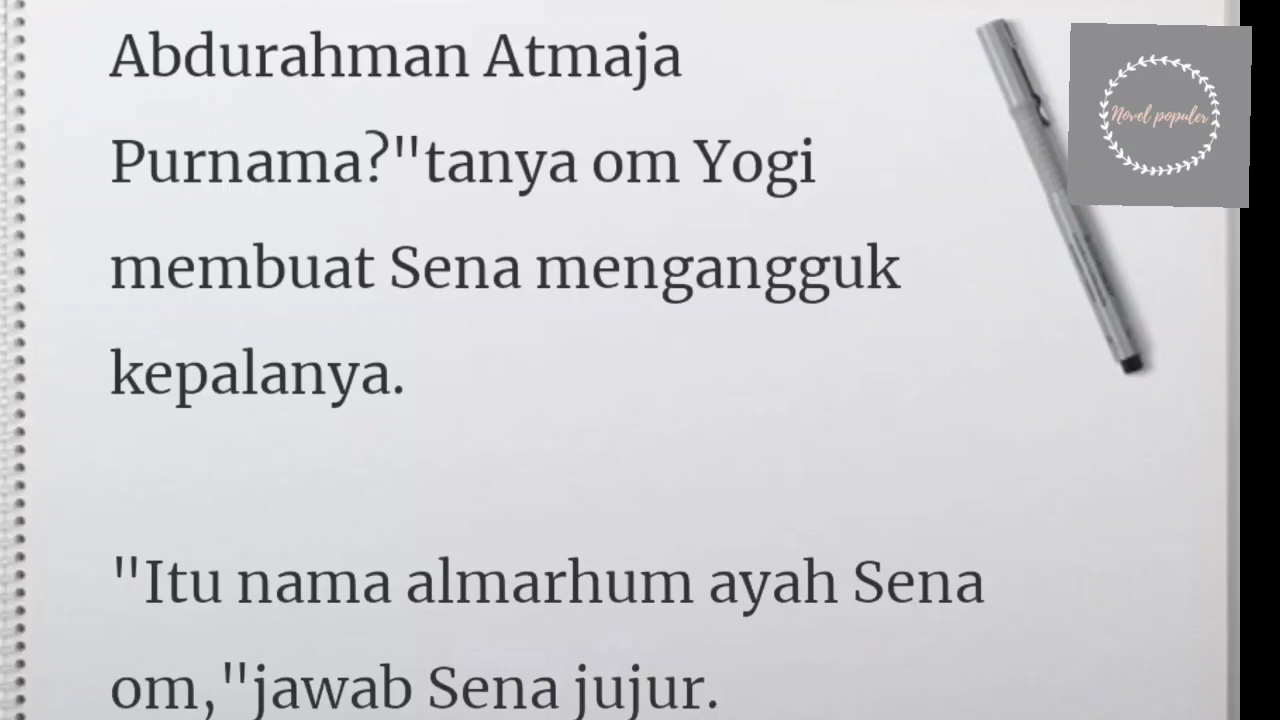 Abdurahman Atmaja
Novel populer
Purnama?"tanya om Yogi
membuat Sena mengangguk
kepalanya.
"Itu nama almarhum ayah Sena
om,"jawab Sena jujur.